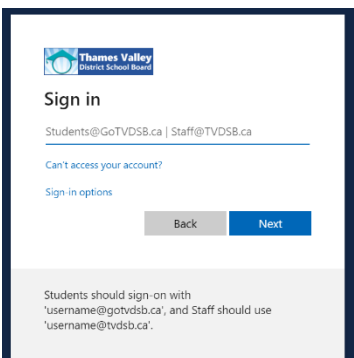 Thames Valley
District School Board
Sign in
Students@GoTVDSB.ca | Staff@TVDSB.ca
Can't access your account?
Sign-in options
Back Next
Students should sign-on with
'username@gotvdsb.ca', and Staff should use
'username@tvdsb.ca'.